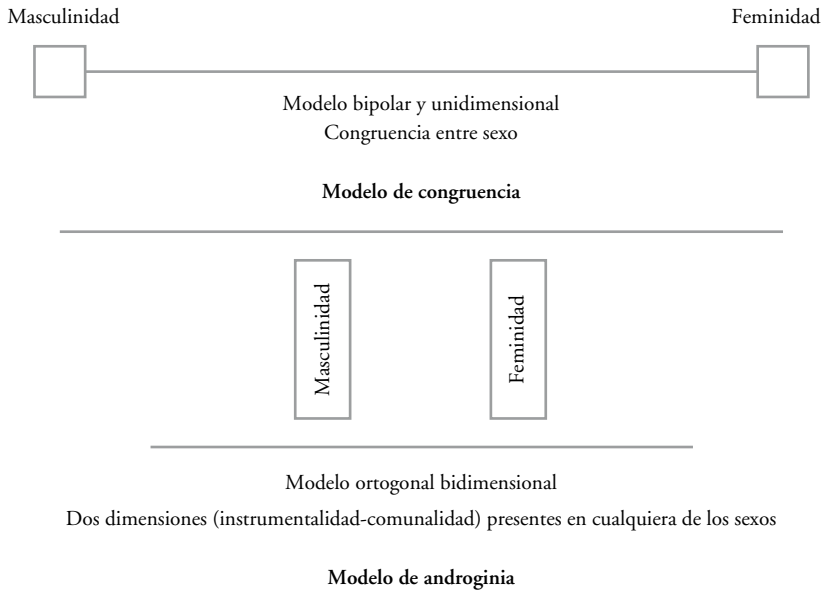 Masculinidad Feminidad
Modelo bipolar y unidimensional
Congruencia entre sexo
Modelo de congruencia
Masculinidad
Feminidad
Modelo ortogonal bidimensional
Dos dimensiones (instrumentalidad-comunalidad) presentes en cualquiera de los sexos
Modelo de androginia